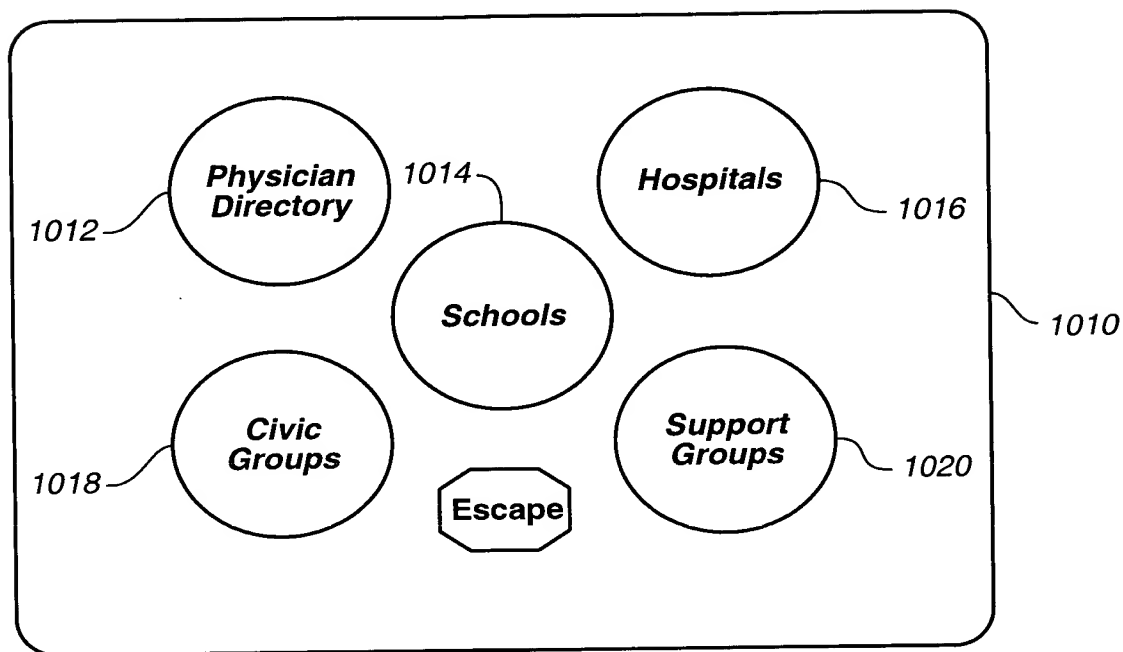 Physician
Directory
1014
Hospitals
1012
1016
Schools
1010
Civic
Groups
Support
Groups
1018
1020
Escape